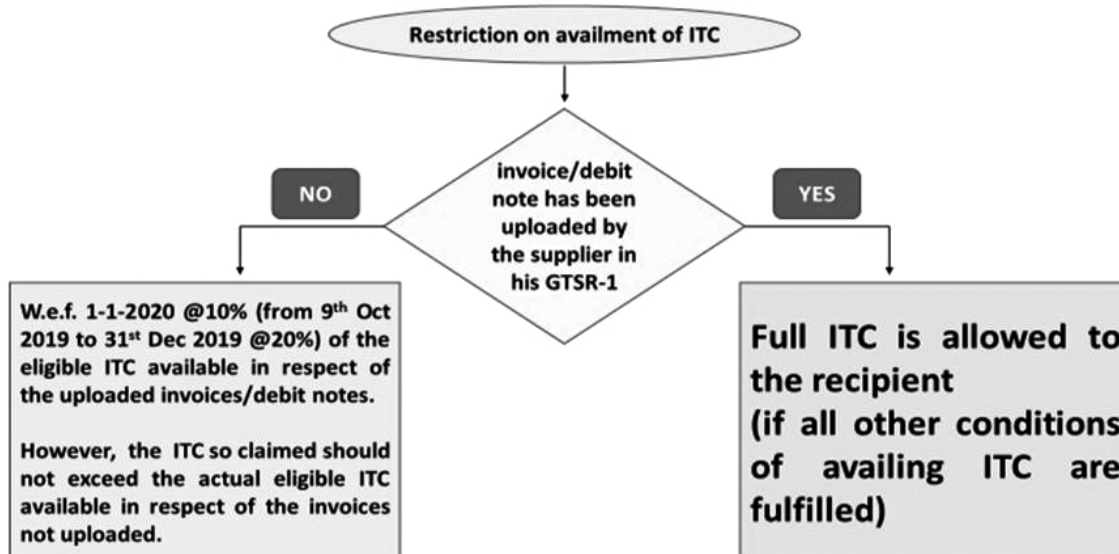 Restriction on availment of ITC
invoice/debit
note has been
uploaded by
the supplier in
his GTSR-1
NO
YES
W.e.f. 1-1-2020 @10% (from 9th Oct
2019 to 31st Dec 2019 @20%) of the
eligible ITC available in respect of
the uploaded invoices/debit notes.
However, the ITC so claimed should
not exceed the actual eligible ITC
available in respect of the invoices
not uploaded.
Full ITC is allowed to
the recipient
(if all other conditions
of availing ITC are
fulfilled)